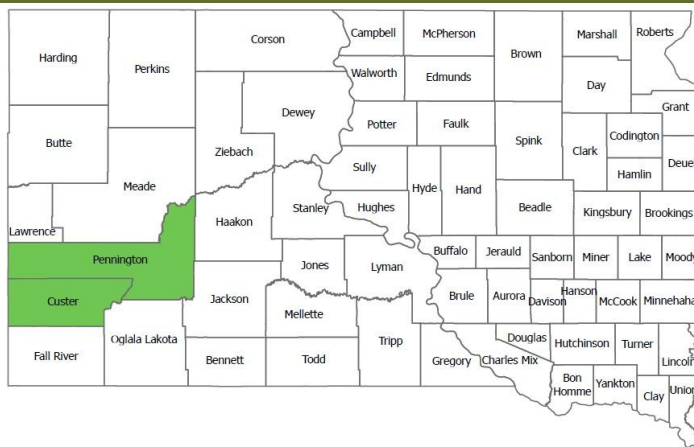 Harding
Perkins
Corson
Campbell
McPherson
Brown
Marshall
Roberts
Walworth
Edmunds
Day
Dewey
Grant
Butte
Ziebach
Potter
Faulk
Spink
Clark
Codington
Deuel
Meade
Sully
Hyde
Hand
Hamlin
Lawrence
Haakon
Stanley
Hughes
Beadle
Kingsbury
Brookings
Pennington
Jones
Lyman
Buffalo
Jerauld
Sanborn
Miner
Lake
Moody
Custer
Jackson
Mellette
Brule
Aurora
Davison
Hanson
McCook
Minnehaha
Fall River
Oglala Lakota
Bennett
Todd
Tripp
Gregory
Charles Mix
Douglas
Hutchinson
Turner
Lincoln
Bon
Homme
Yankton
Clay
Union